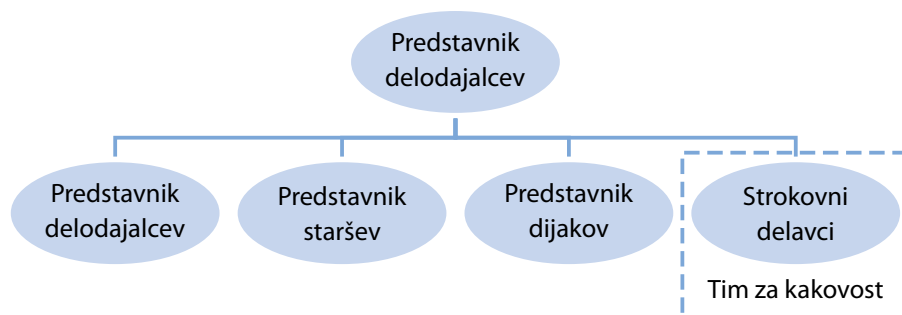 Predstavnik
delodajalcev
Predstavnik
delodajalcev
Predstavnik
staršev
Predstavnik
dijakov
Strokovni
delavci
Tim za kakovost